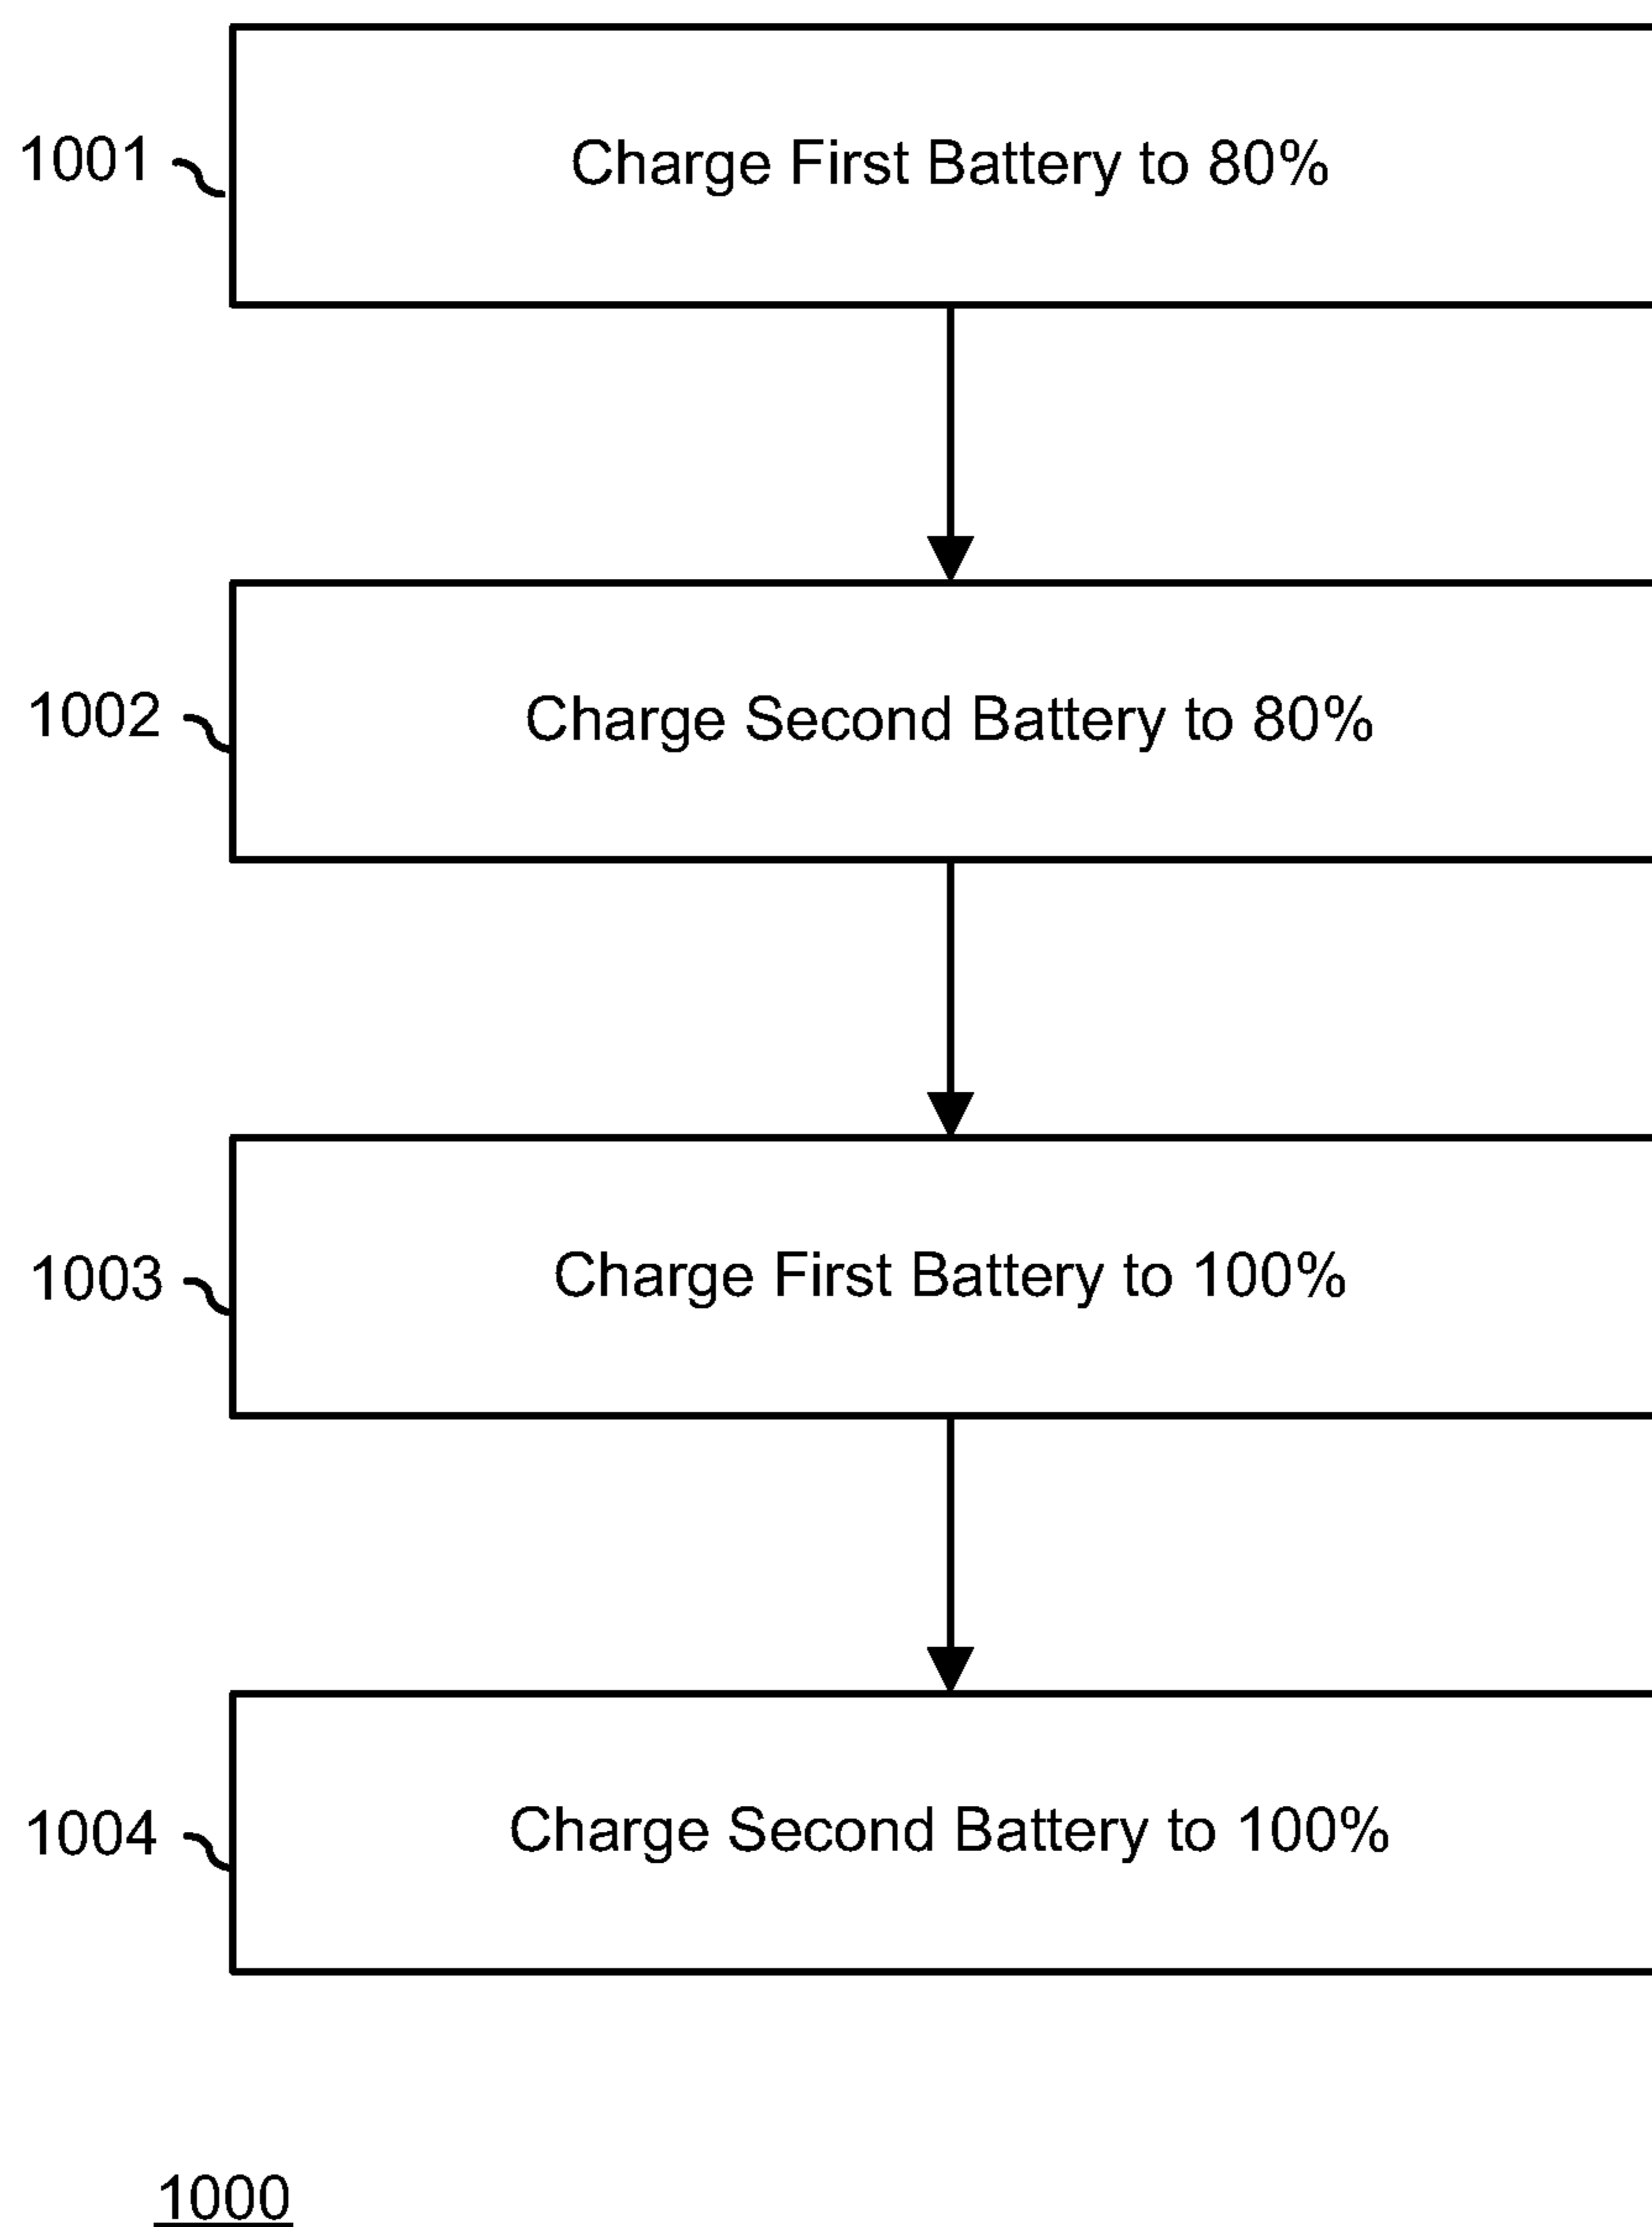 1001 Charge First Battery to 80%
1002 Charge Second Battery to 80%
1003 Charge First Battery to 100%
1004 Charge Second Battery to 100%
1000